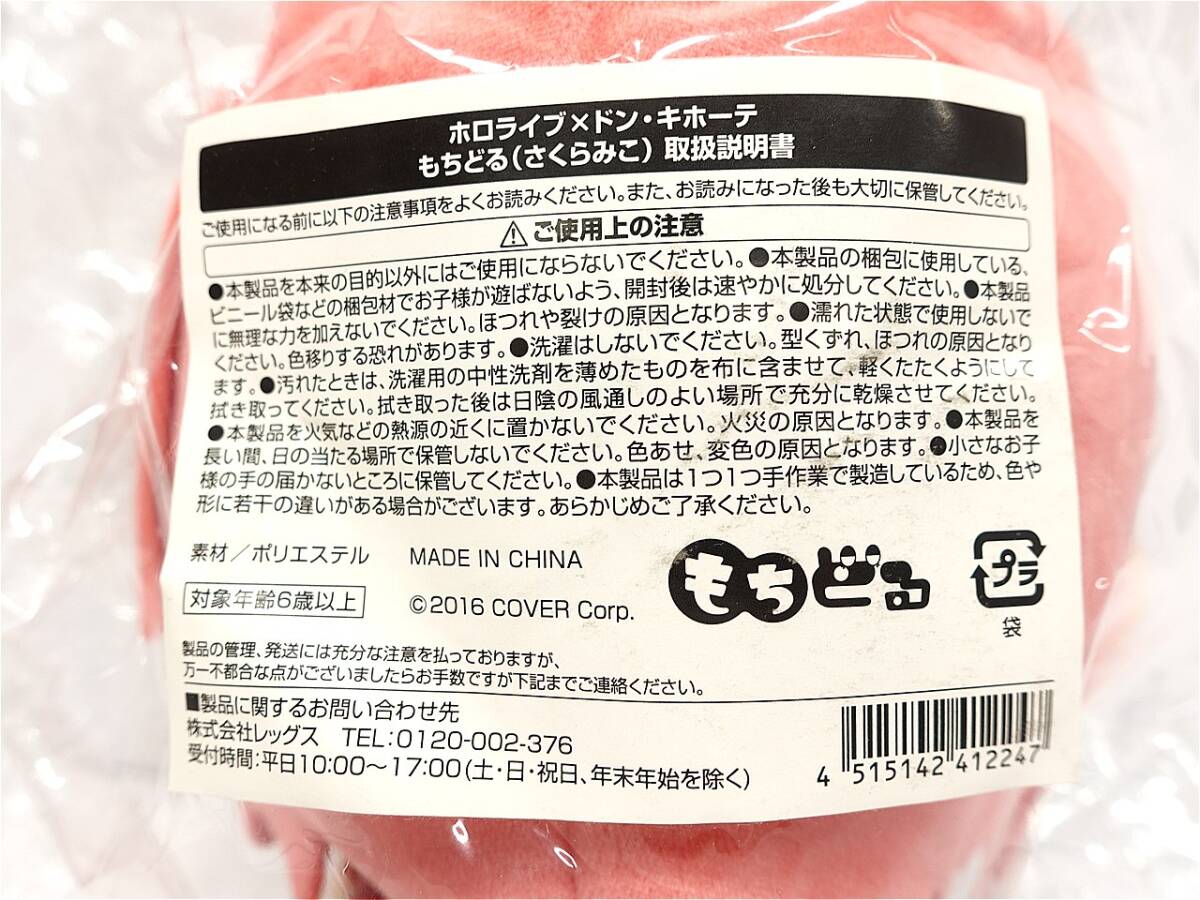 ホロライブ×ドン・キホーテ
もちどる(さくらみこ)取扱説明書
ご使用になる前に以下の注意事項をよくお読みください。また、お読みになった後も大切に保管してください。
⚠ご使用上の注意
●本製品を本来の目的以外にはご使用にならないでください。●本製品の梱包に使用している、
ビニール袋などの梱包材でお子様が遊ばないよう、開封後は速やかに処分してください。●本製品
に無理な力を加えないでください。ほつれや裂けの原因となります。●濡れた状態で使用しないで
ください。色移りする恐れがあります。●洗濯はしないでください。型くずれ、ほつれの原因となり
ます。●汚れたときは、洗濯用の中性洗剤を薄めたものを布に含ませて、軽くたたくようにして
拭き取ってください。拭き取った後は日陰の風通しのよい場所で充分に乾燥させてください。
●本製品を火気などの熱源の近くに置かないでください。火災の原因となります。●本製品を
長い間、日の当たる場所で保管しないでください。色あせ、変色の原因となります。●小さなお子
様の手の届かないところに保管してください。●本製品は1つ1つ手作業で製造しているため、色や
形に若干の違いがある場合がございます。あらかじめご了承ください。
素材/ポリエステル MADE IN CHINA
対象年齢6歳以上 ©2016 COVER Corp.
もちどる
プラ
袋
製品の管理、発送には充分な注意を払っておりますが、
万一不都合な点がございましたらお手数ですが下記までご連絡ください。
■製品に関するお問い合わせ先
株式会社レッグス TEL:0120-002-376
受付時間:平日10:00〜17:00(土・日・祝日、年末年始を除く)
4 515142 412247